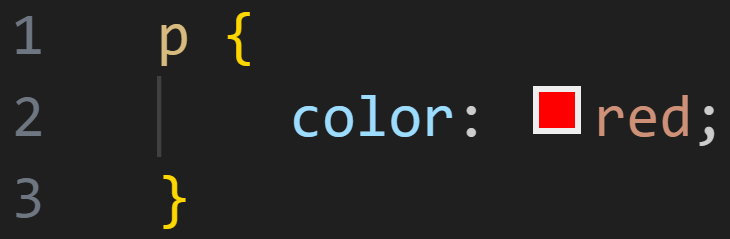 1 p {
2 color: red;
3 }